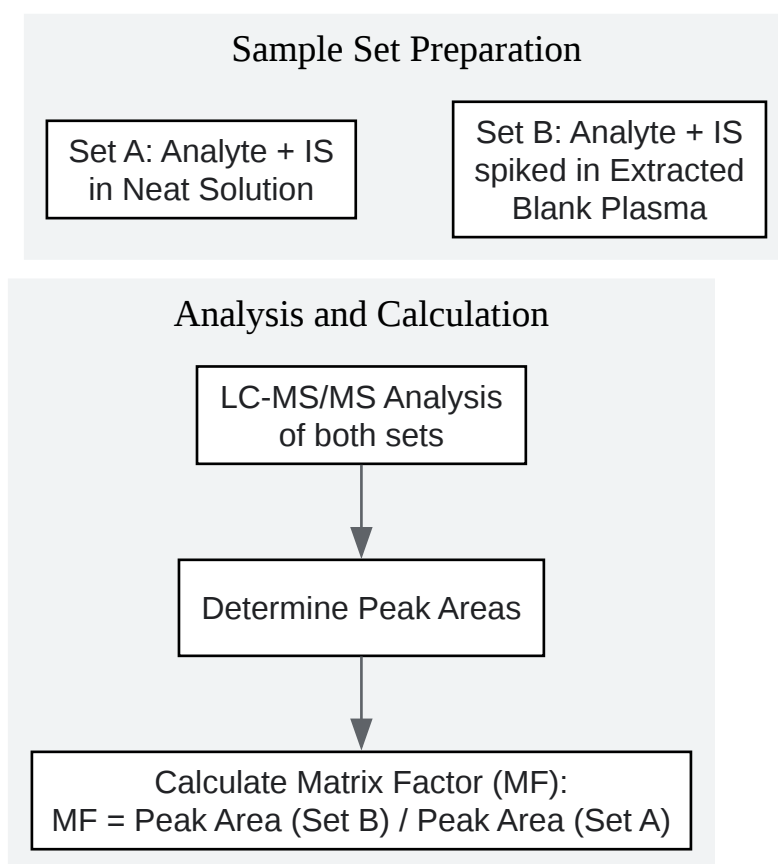 Sample Set Preparation
Set A: Analyte + IS
in Neat Solution
Set B: Analyte + IS
spiked in Extracted
Blank Plasma
Analysis and Calculation
LC-MS/MS Analysis
of both sets
Determine Peak Areas
Calculate Matrix Factor (MF):
MF = Peak Area (Set B) / Peak Area (Set A)